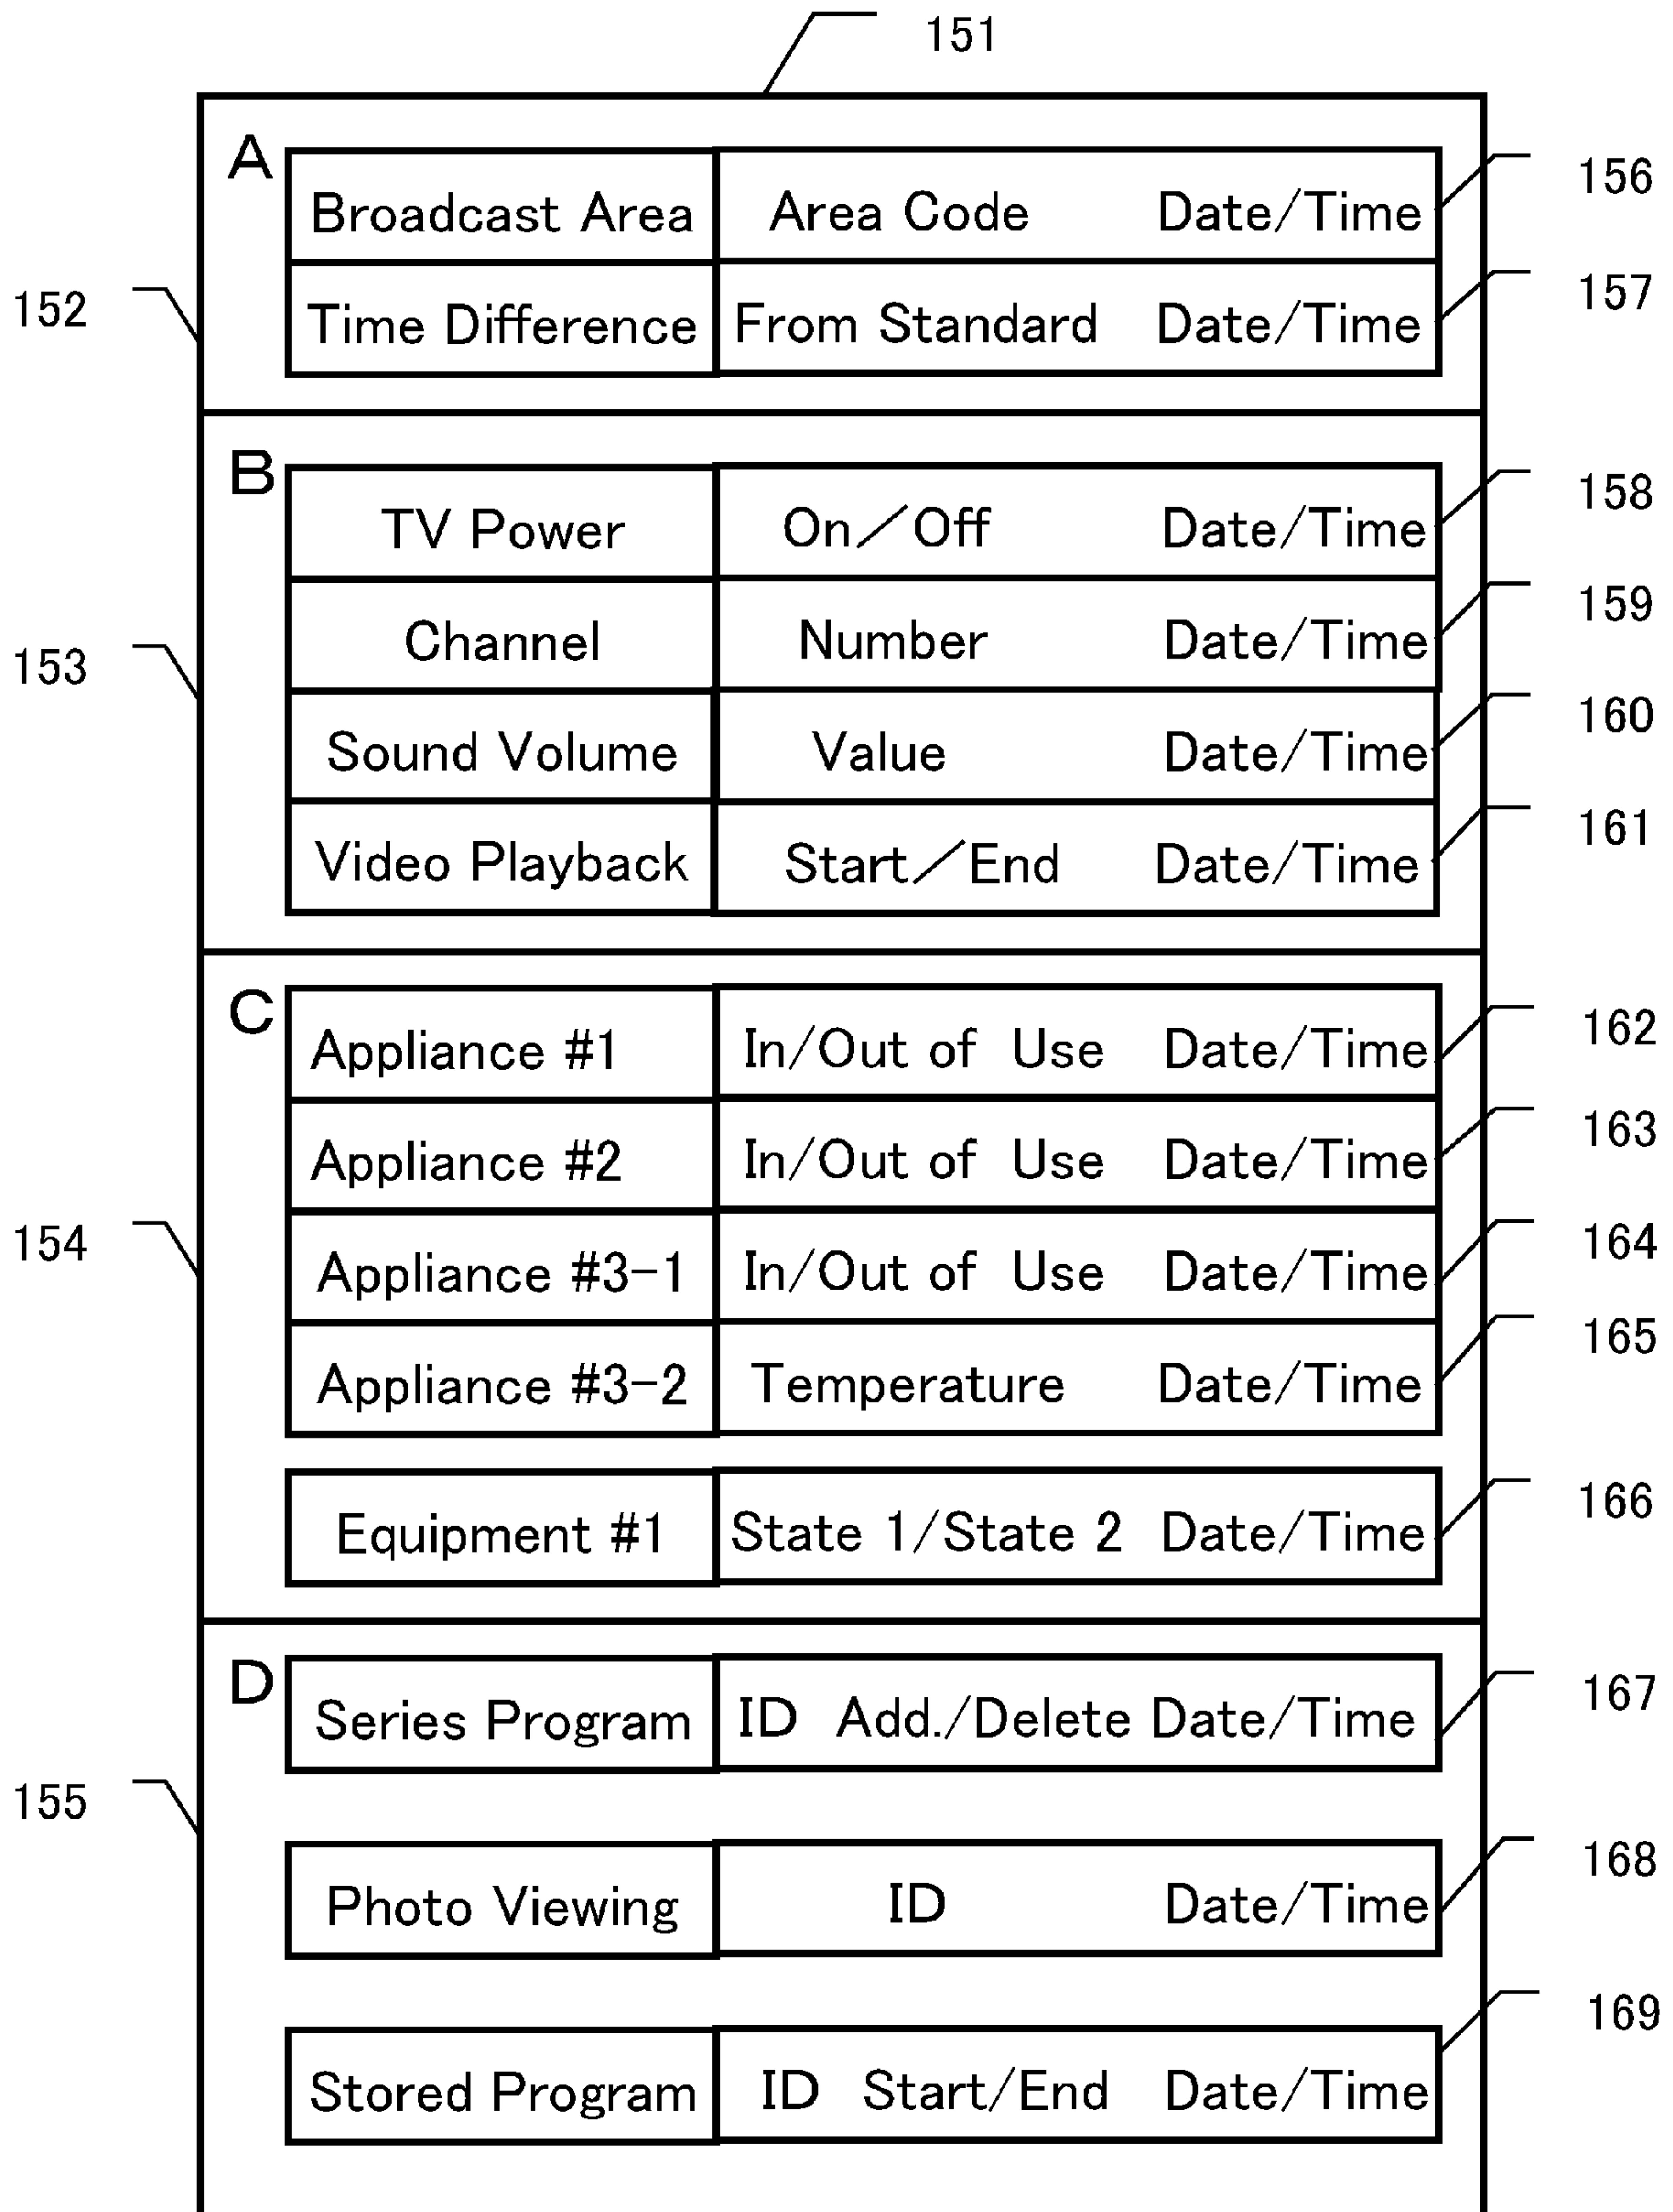 151
A
Broadcast Area Area Code Date/Time 156
152 Time Difference From Standard Date/Time 157
B
TV Power On/Off Date/Time 158
Channel Number Date/Time 159
153
Sound Volume Value Date/Time 160
Video Playback Start/End Date/Time 161
C
Appliance #1 In/Out of Use Date/Time 162
Appliance #2 In/Out of Use Date/Time 163
154 Appliance #3-1 In/Out of Use Date/Time 164
Appliance #3-2 Temperature Date/Time 165
Equipment #1 State 1/State 2 Date/Time 166
D
Series Program ID Add./Delete Date/Time 167
155
Photo Viewing ID Date/Time 168
Stored Program ID Start/End Date/Time 169